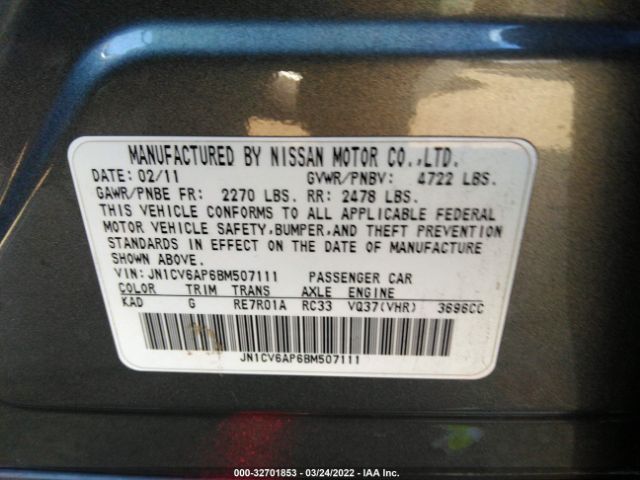 MANUFACTURED BY NISSAN MOTOR CO.,LTD.
DATE: 02/11 GVWR/PNBV: 4722 LBS.
GAWR/PNBE FR: 2270 LBS. RR: 2478 LBS.
THIS VEHICLE CONFORMS TO ALL APPLICABLE FEDERAL
MOTOR VEHICLE SAFETY,BUMPER,AND THEFT PREVENTION
STANDARDS IN EFFECT ON THE DATE OF MANUFACTURE
SHOWN ABOVE.
VIN:JN1CV6AP6BM507111 PASSENGER CAR
COLOR TRIM TRANS AXLE ENGINE
KAD G RE7R01A RC33 VQ37(VHR) 3696CC
JN1CV6AP6BM507111
000-32701853 — 03/24/2022 — IAA Inc.